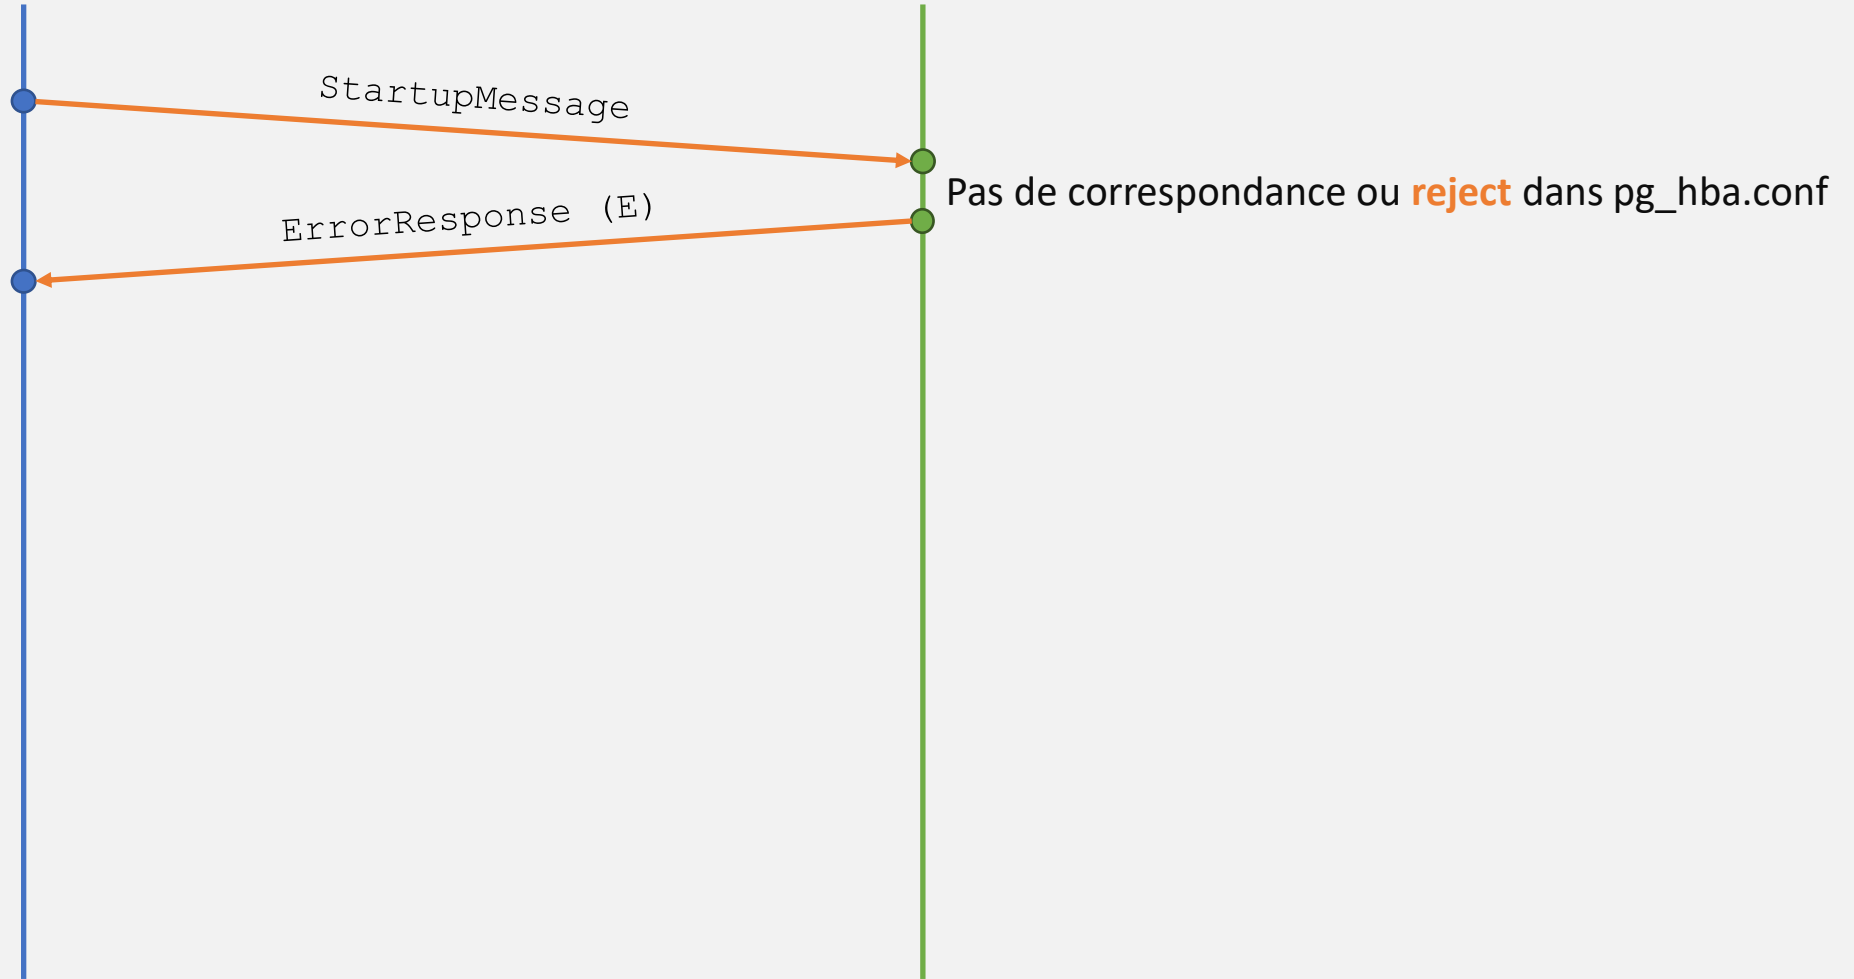 StartupMessage
Pas de correspondance ou reject dans pg_hba.conf
ErrorResponse (E)